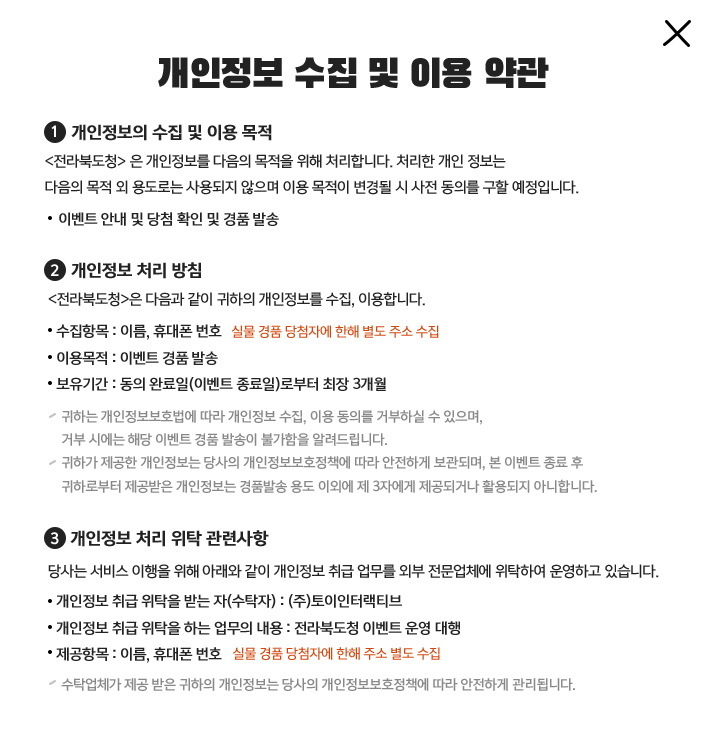 개인정보 수집 및 이용 약관
1 개인정보의 수집 및 이용 목적
<전라북도청> 은 개인정보를 다음의 목적을 위해 처리합니다. 처리한 개인 정보는
다음의 목적 외 용도로는 사용되지 않으며 이용 목적이 변경될 시 사전 동의를 구할 예정입니다.
• 이벤트 안내 및 당첨 확인 및 경품 발송
2 개인정보 처리 방침
<전라북도청>은 다음과 같이 귀하의 개인정보를 수집, 이용합니다.
• 수집항목 : 이름, 휴대폰 번호 실물 경품 당첨자에 한해 별도 주소 수집
• 이용목적 : 이벤트 경품 발송
• 보유기간 : 동의 완료일(이벤트 종료일)로부터 최장 3개월
귀하는 개인정보보호법에 따라 개인정보 수집, 이용 동의를 거부하실 수 있으며,
거부 시에는 해당 이벤트 경품 발송이 불가함을 알려드립니다.
귀하가 제공한 개인정보는 당사의 개인정보보호정책에 따라 안전하게 보관되며, 본 이벤트 종료 후
귀하로부터 제공받은 개인정보는 경품발송 용도 이외에 제 3자에게 제공되거나 활용되지 아니합니다.
3 개인정보 처리 위탁 관련사항
당사는 서비스 이행을 위해 아래와 같이 개인정보 취급 업무를 외부 전문업체에 위탁하여 운영하고 있습니다.
• 개인정보 취급 위탁을 받는 자(수탁자) : (주)토이인터랙티브
• 개인정보 취급 위탁을 하는 업무의 내용 : 전라북도청 이벤트 운영 대행
• 제공항목 : 이름, 휴대폰 번호 실물 경품 당첨자에 한해 주소 별도 수집
수탁업체가 제공 받은 귀하의 개인정보는 당사의 개인정보보호정책에 따라 안전하게 관리됩니다.